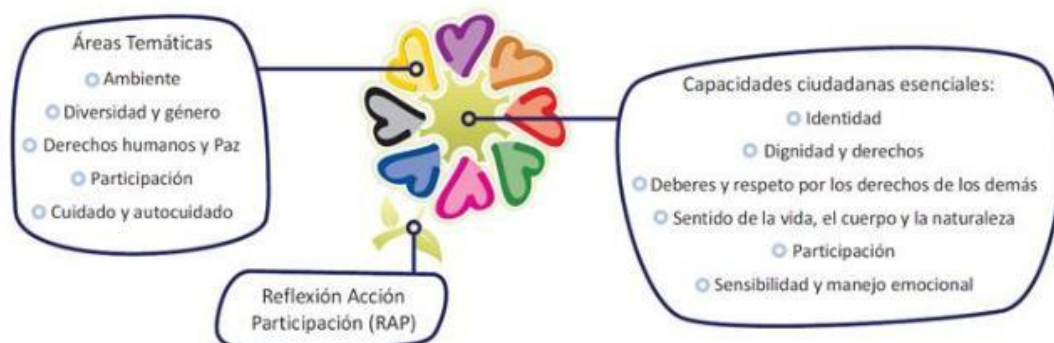 Áreas Temáticas
Ambiente
Diversidad y género
Derechos humanos y Paz
Participación
Cuidado y autocuidado
Capacidades ciudadanas esenciales:
Identidad
Dignidad y derechos
Deberes y respeto por los derechos de los demás
Sentido de la vida, el cuerpo y la naturaleza
Participación
Sensibilidad y manejo emocional
Reflexión Acción
Participación (RAP)